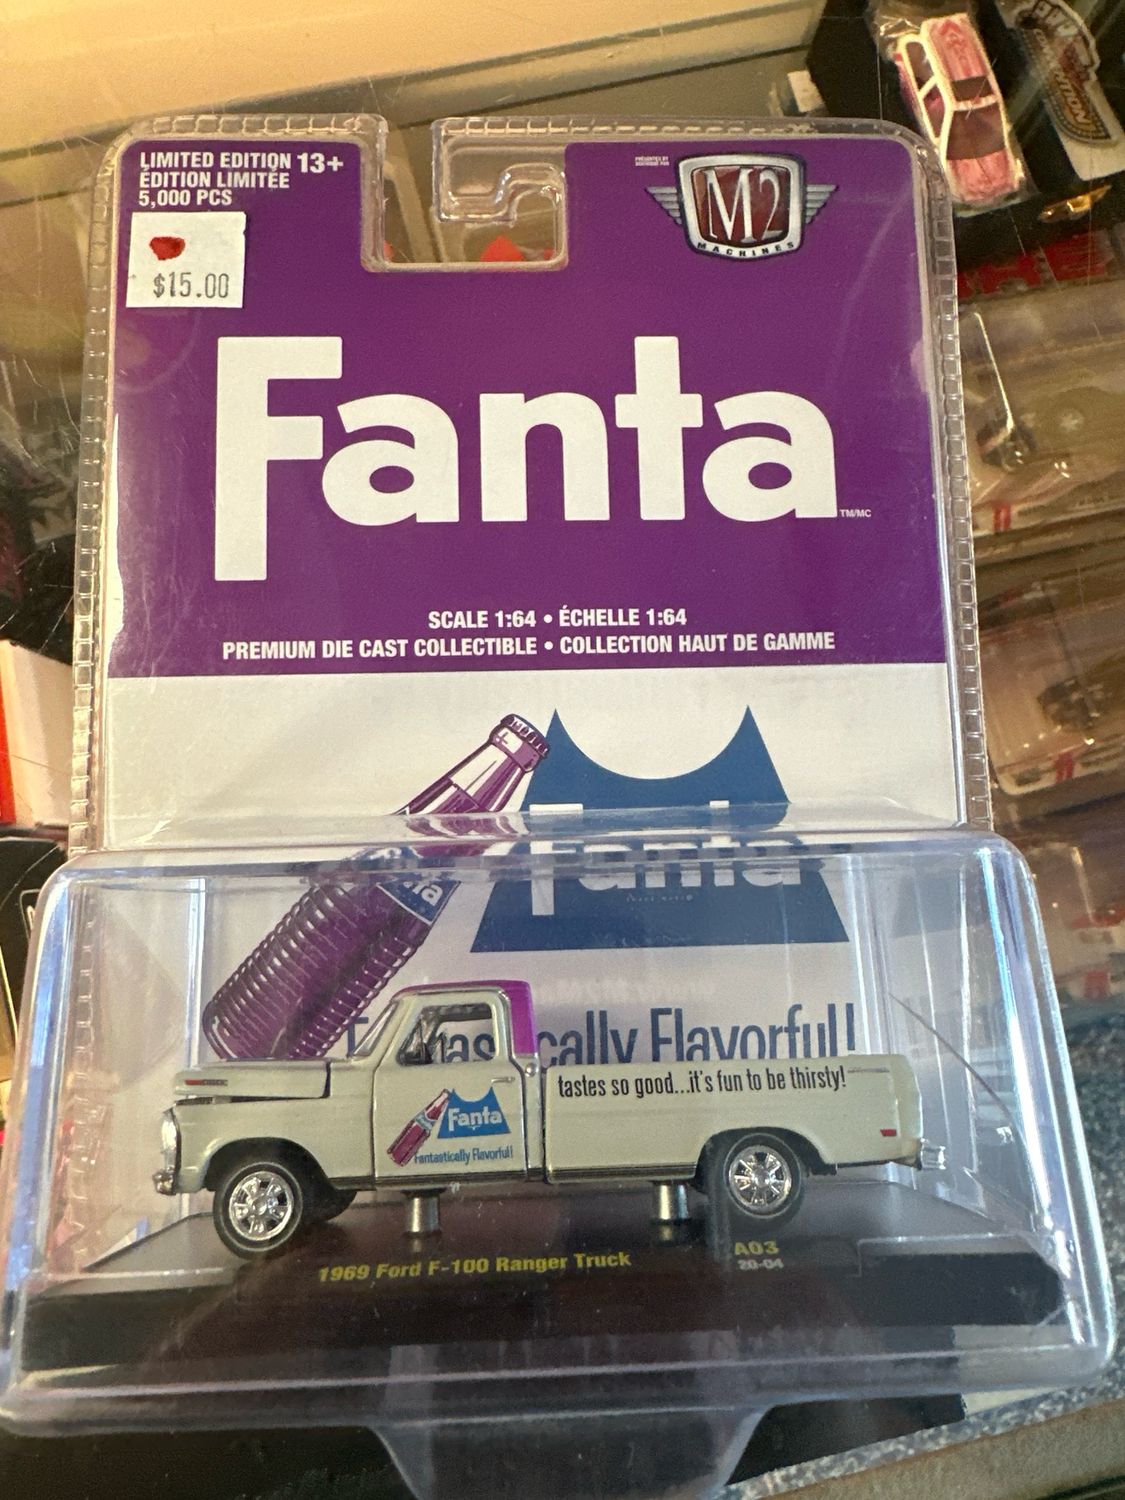 LIMITED EDITION 13+
ÉDITION LIMITÉE
5,000 PCS
$15.00
M2
MACHINES
Fanta
TM/MC
SCALE 1:64 • ÉCHELLE 1:64
PREMIUM DIE CAST COLLECTIBLE • COLLECTION HAUT DE GAMME
Fanta
tastes so good...it's fun to be thirsty!
Fanta
Fantastically Flavorful!
1969 Ford F-100 Ranger Truck
A03
20-04